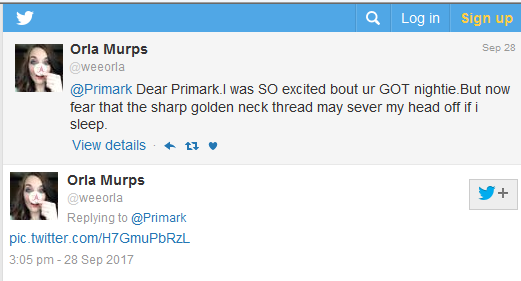 Log in
Sign up
Orla Murps
Sep 28
@weeorla
@Primark Dear Primark.I was SO excited bout ur GOT nightie.But now
fear that the sharp golden neck thread may sever my head off if i
sleep.
View details ·
Orla Murps
@weeorla
Replying to @Primark
pic.twitter.com/H7GmuPbRzL
3:05 pm - 28 Sep 2017